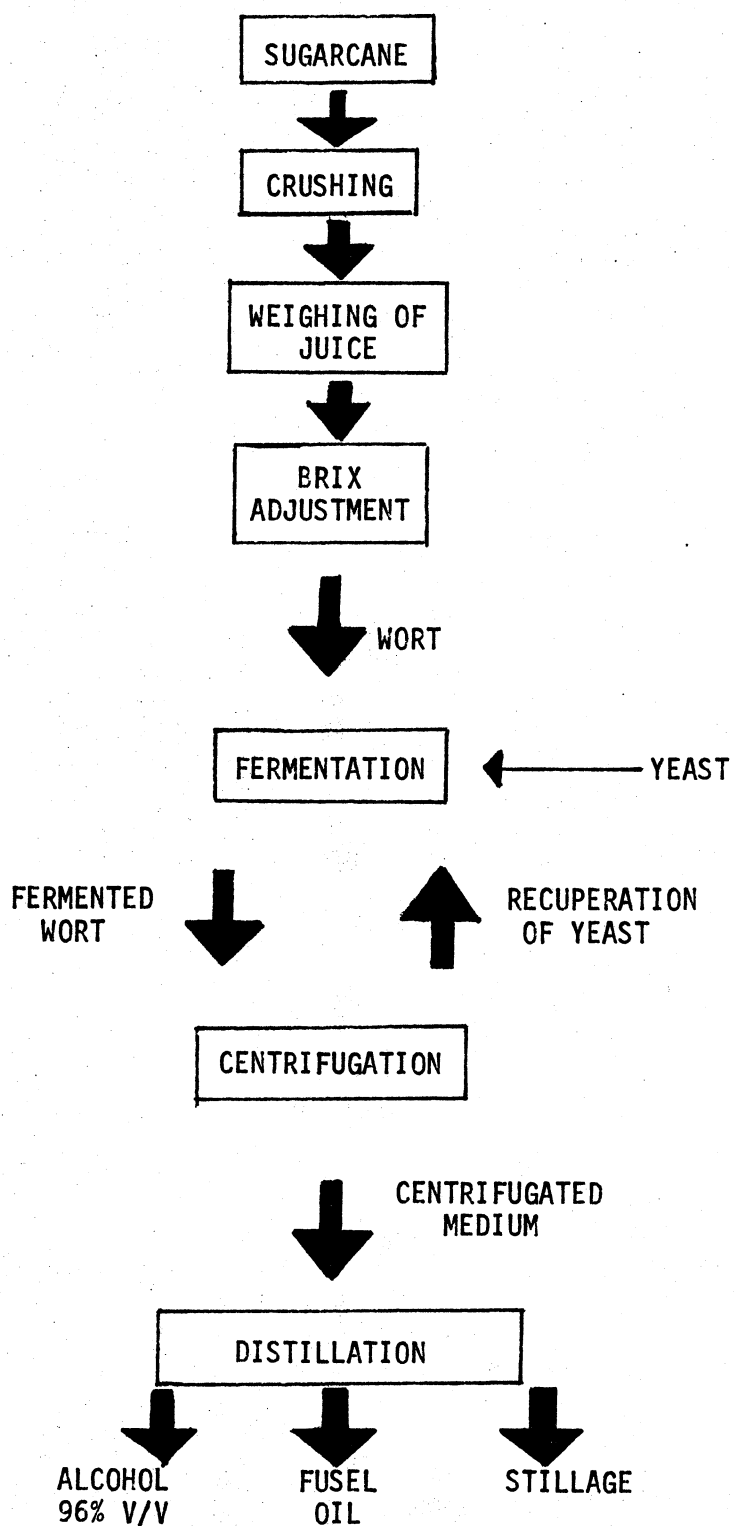 SUGARCANE
CRUSHING
WEIGHING OF
JUICE
BRIX
ADJUSTMENT
WORT
FERMENTATION
YEAST
FERMENTED
WORT
RECUPERATION
OF YEAST
CENTRIFUGATION
CENTRIFUGATED
MEDIUM
DISTILLATION
ALCOHOL
96% V/V
FUSEL
OIL
STILLAGE